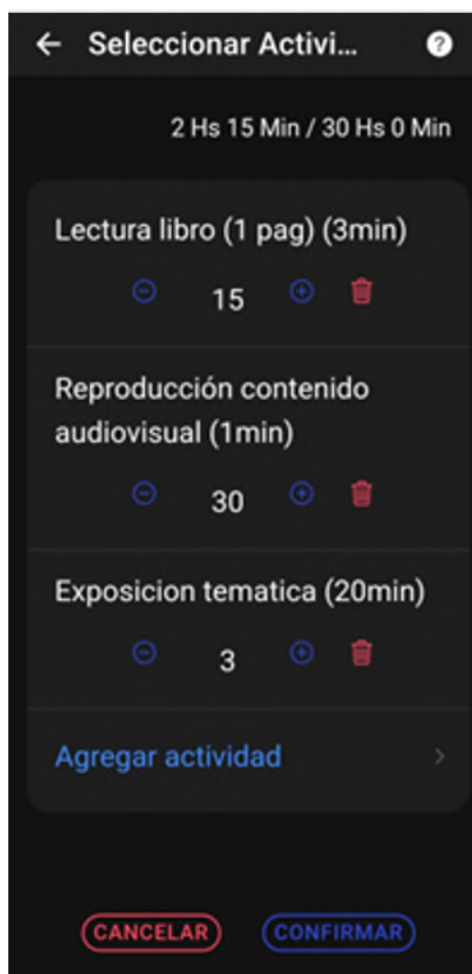 Seleccionar Activi...
2 Hs 15 Min / 30 Hs 0 Min
Lectura libro (1 pag) (3min)
15
Reproducción contenido
audiovisual (1min)
30
Exposicion tematica (20min)
3
Agregar actividad
CANCELAR CONFIRMAR